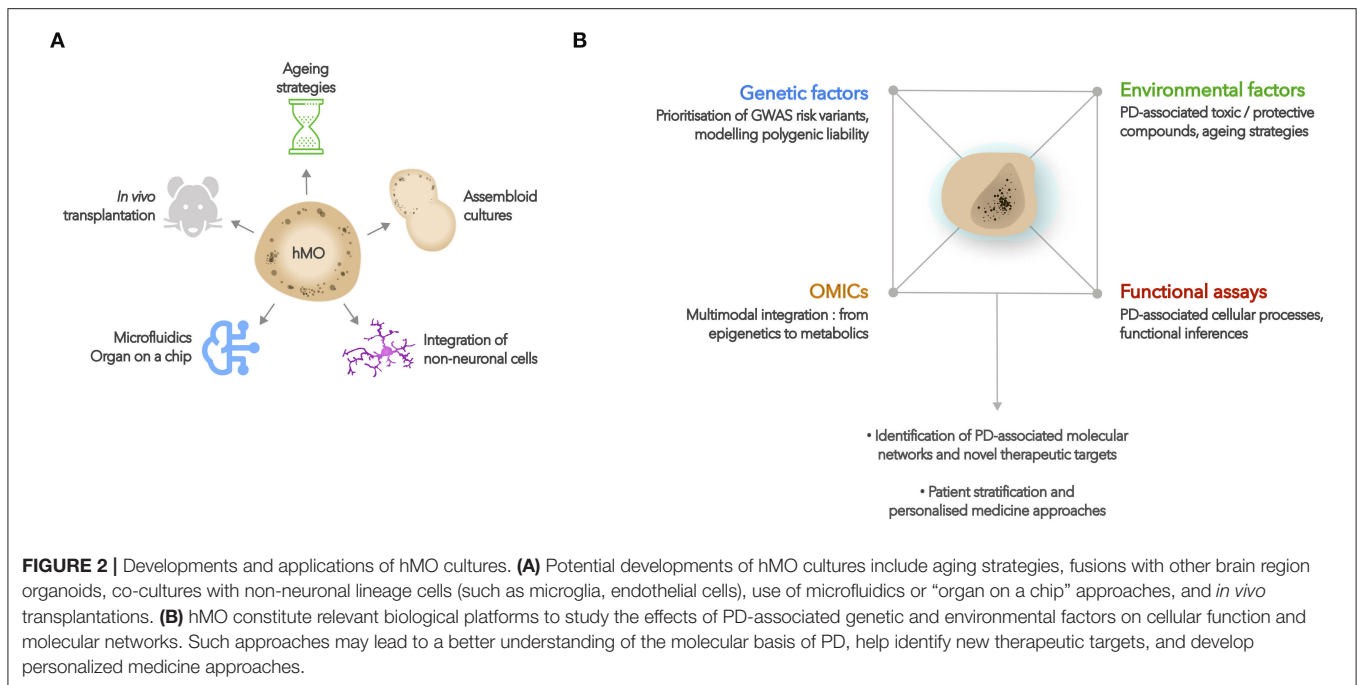 A
Ageing
strategies
In vivo
transplantation
Assembloid
cultures
hMO
Microfluidics
Organ on a chip
Integration of
non-neuronal cells
B
Genetic factors
Prioritisation of GWAS risk variants,
modelling polygenic liability
Environmental factors
PD-associated toxic / protective
compounds, ageing strategies
OMICs
Multimodal integration : from
epigenetics to metabolics
Functional assays
PD-associated cellular processes,
functional inferences
• Identification of PD-associated molecular
networks and novel therapeutic targets
• Patient stratification and
personalised medicine approaches
FIGURE 2 | Developments and applications of hMO cultures. (A) Potential developments of hMO cultures include aging strategies, fusions with other brain region
organoids, co-cultures with non-neuronal lineage cells (such as microglia, endothelial cells), use of microfluidics or “organ on a chip” approaches, and in vivo
transplantations. (B) hMO constitute relevant biological platforms to study the effects of PD-associated genetic and environmental factors on cellular function and
molecular networks. Such approaches may lead to a better understanding of the molecular basis of PD, help identify new therapeutic targets, and develop
personalized medicine approaches.